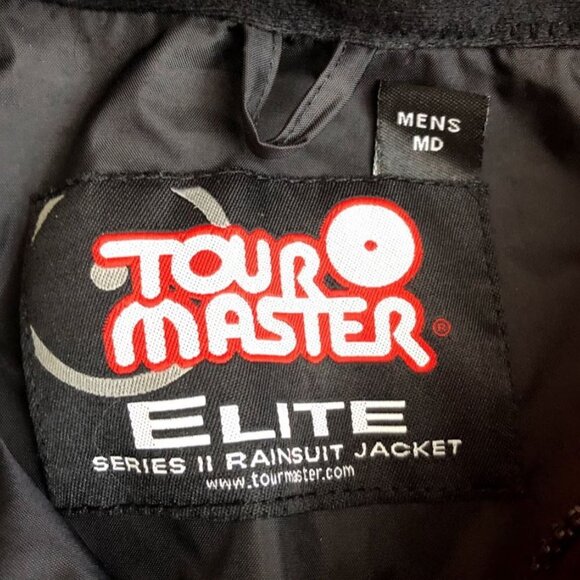 MENS
MD
TOUR
MASTER®
ELITE
SERIES II RAINSUIT JACKET
www.tourmaster.com